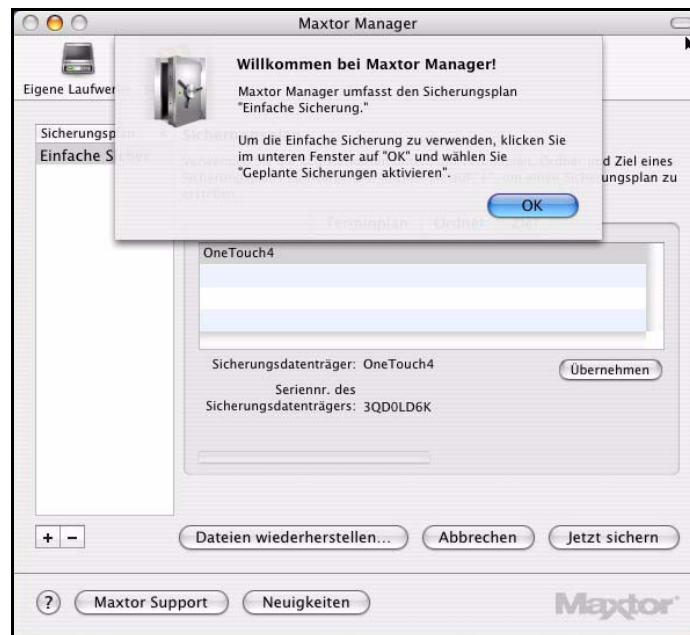 Maxtor Manager
Willkommen bei Maxtor Manager!
Maxtor Manager umfasst den Sicherungsplan
"Einfache Sicherung."
Um die Einfache Sicherung zu verwenden, klicken Sie
im unteren Fenster auf "OK" und wählen Sie
"Geplante Sicherungen aktivieren".
OK
Eigene Laufwer
Sicherungsp
Einfache S
d Ziel eines
ungsplan zu
Terminplan Ordner Ziel
OneTouch4
Sicherungsdatenträger: OneTouch4
Übernehmen
Seriennr. des
Sicherungsdatenträgers: 3QD0LD6K
+ -
Dateien wiederherstellen... Abbrechen Jetzt sichern
? Maxtor Support Neuigkeiten
Maxtor